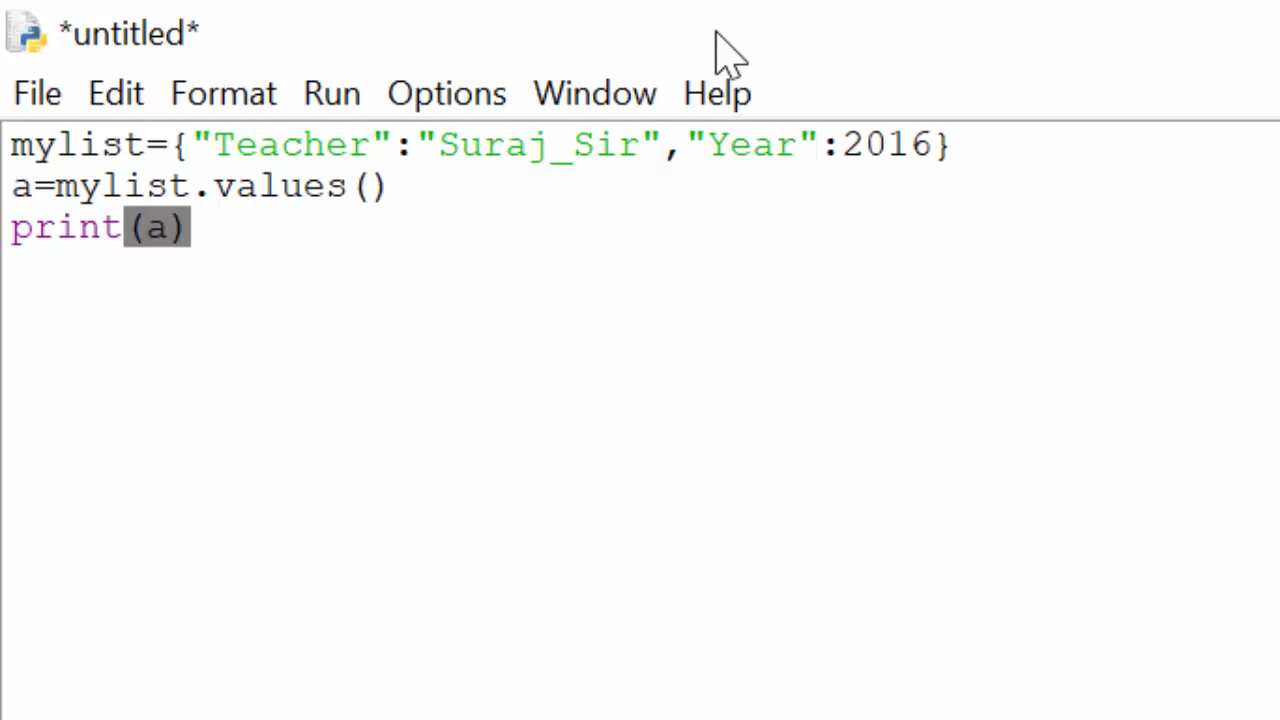 *untitled*
File Edit Format Run Options Window Help
mylist={"Teacher":"Suraj_Sir","Year":2016}
a=mylist.values()
print(a)